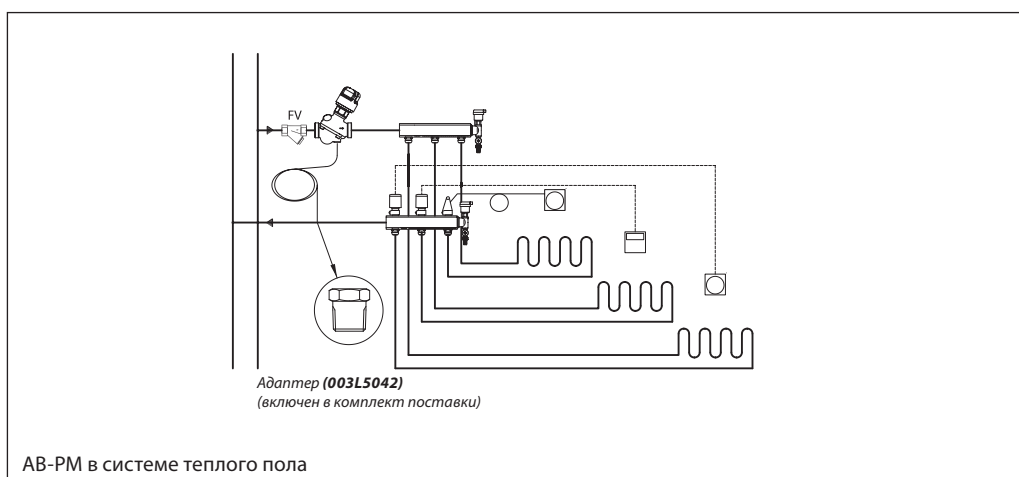 FV
Адаптер (003L5042)
(включен в комплект поставки)
AB-PM в системе теплого пола